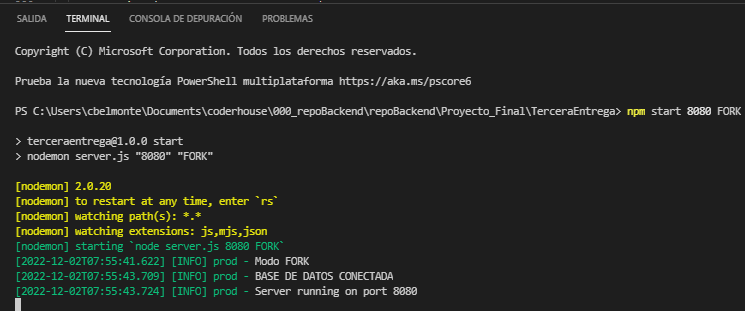 SALIDA TERMINAL CONSOLA DE DEPURACIÓN PROBLEMAS
Copyright (C) Microsoft Corporation. Todos los derechos reservados.
Prueba la nueva tecnología PowerShell multiplataforma https://aka.ms/pscore6
PS C:\Users\cbelmonte\Documents\coderhouse\000_repoBackend\repoBackend\Proyecto_Final\TerceraEntrega> npm start 8080 FORK
> terceraentrega@1.0.0 start
> nodemon server.js "8080" "FORK"
[nodemon] 2.0.20
[nodemon] to restart at any time, enter `rs`
[nodemon] watching path(s): *.*
[nodemon] watching extensions: js,mjs,json
[nodemon] starting `node server.js 8080 FORK`
[2022-12-02T07:55:41.622] [INFO] prod - Modo FORK
[2022-12-02T07:55:43.709] [INFO] prod - BASE DE DATOS CONECTADA
[2022-12-02T07:55:43.724] [INFO] prod - Server running on port 8080